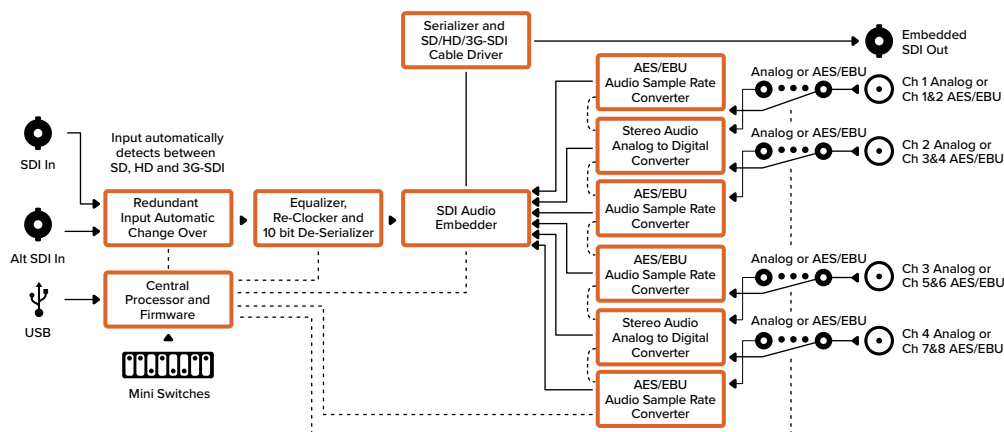 Serializer and
SD/HD/3G-SDI
Cable Driver
Embedded
SDI Out
AES/EBU
Audio Sample Rate
Converter
Analog or AES/EBU
Ch 1 Analog or
Ch 1&2 AES/EBU
Stereo Audio
Analog to Digital
Converter
Analog or AES/EBU
Ch 2 Analog or
Ch 3&4 AES/EBU
SDI In
Input automatically
detects between
SD, HD and 3G-SDI
Redundant
Input Automatic
Change Over
Equalizer,
Re-Clocker and
10 bit De-Serializer
SDI Audio
Embedder
AES/EBU
Audio Sample Rate
Converter
Alt SDI In
AES/EBU
Audio Sample Rate
Converter
Analog or AES/EBU
Ch 3 Analog or
Ch 5&6 AES/EBU
USB
Central
Processor and
Firmware
Stereo Audio
Analog to Digital
Converter
Analog or AES/EBU
Ch 4 Analog or
Ch 7&8 AES/EBU
Mini Switches
AES/EBU
Audio Sample Rate
Converter